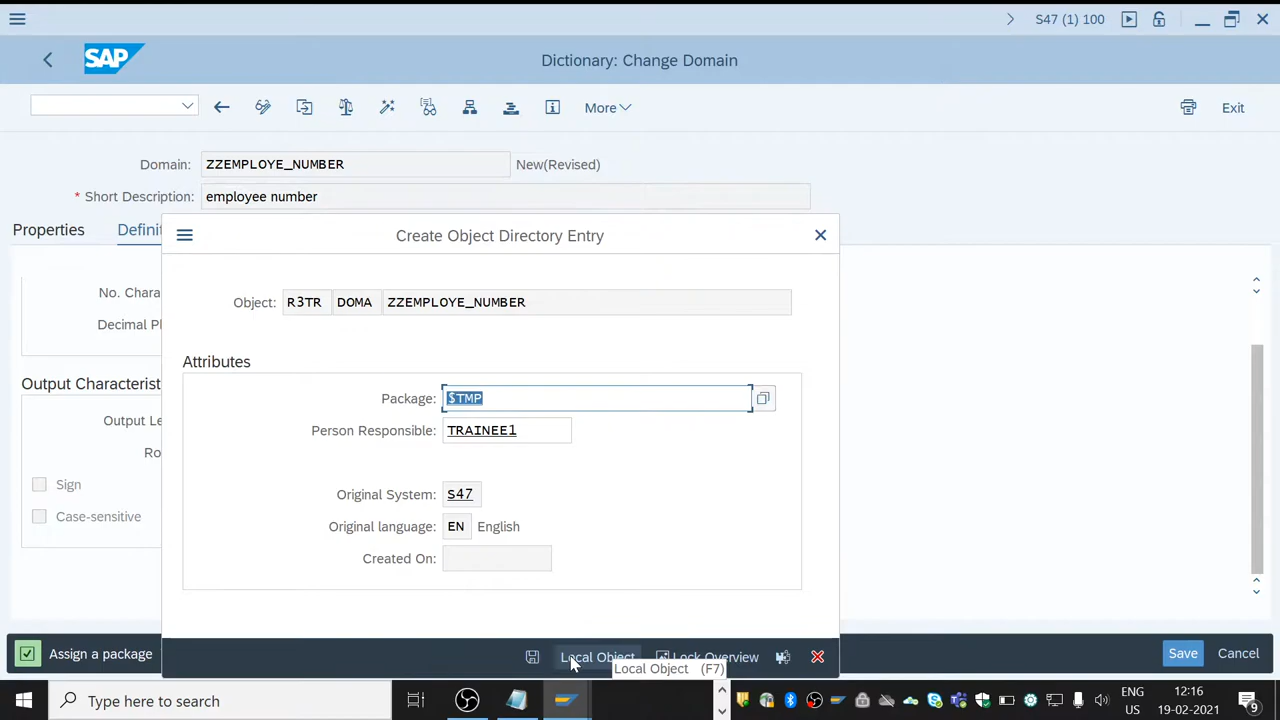 S47 (1) 100
SAP
Dictionary: Change Domain
More
Exit
Domain: ZZEMPLOYE_NUMBER New(Revised)
* Short Description: employee number
Properties
Definit
No. Chara
Decimal Pl
Output Characterist
Output Le
Ro
Sign
Case-sensitive
Create Object Directory Entry
Object: R3TR DOMA ZZEMPLOYE_NUMBER
Attributes
Package: $TMP
Person Responsible: TRAINEE1
Original System: s47
Original language: EN English
Created On:
Local Object
Lock Overview
Local Object (F7)
Assign a package
Save
Cancel
Type here to search
ENG
US
12:16
19-02-2021
9